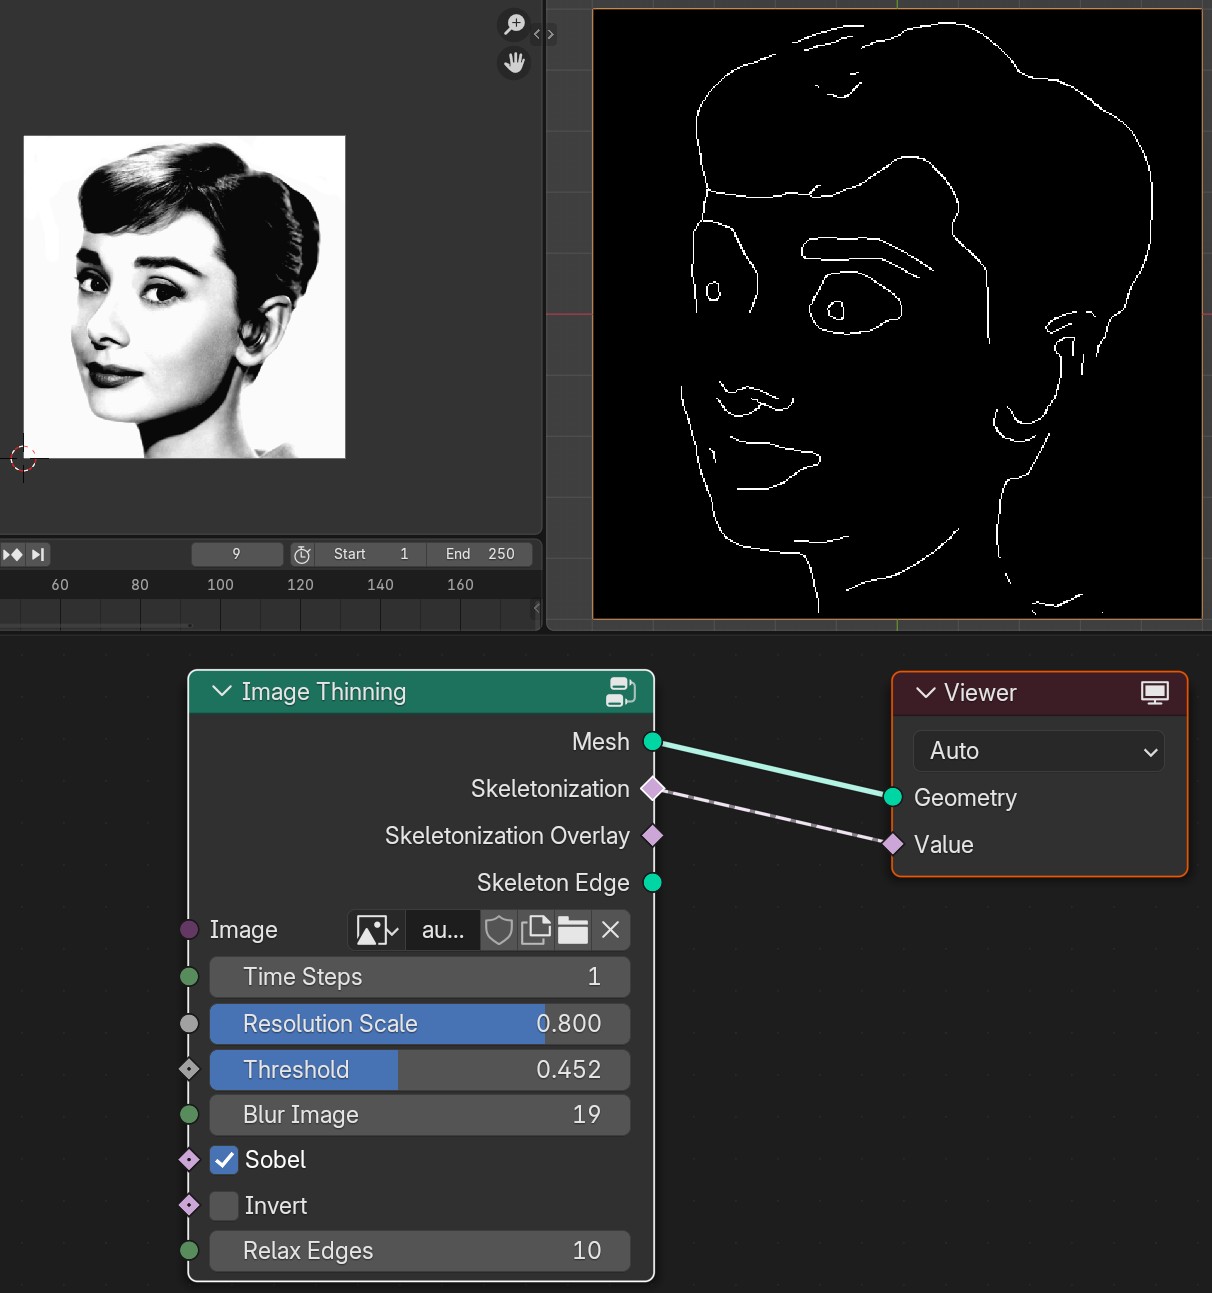 9
Start 1
End 250
60 80 100 120 140 160
Image Thinning
Mesh
Skeletonization
Skeletonization Overlay
Skeleton Edge
Image au...
Time Steps 1
Resolution Scale 0.800
Threshold 0.452
Blur Image 19
Sobel
Invert
Relax Edges 10
Viewer
Auto
Geometry
Value